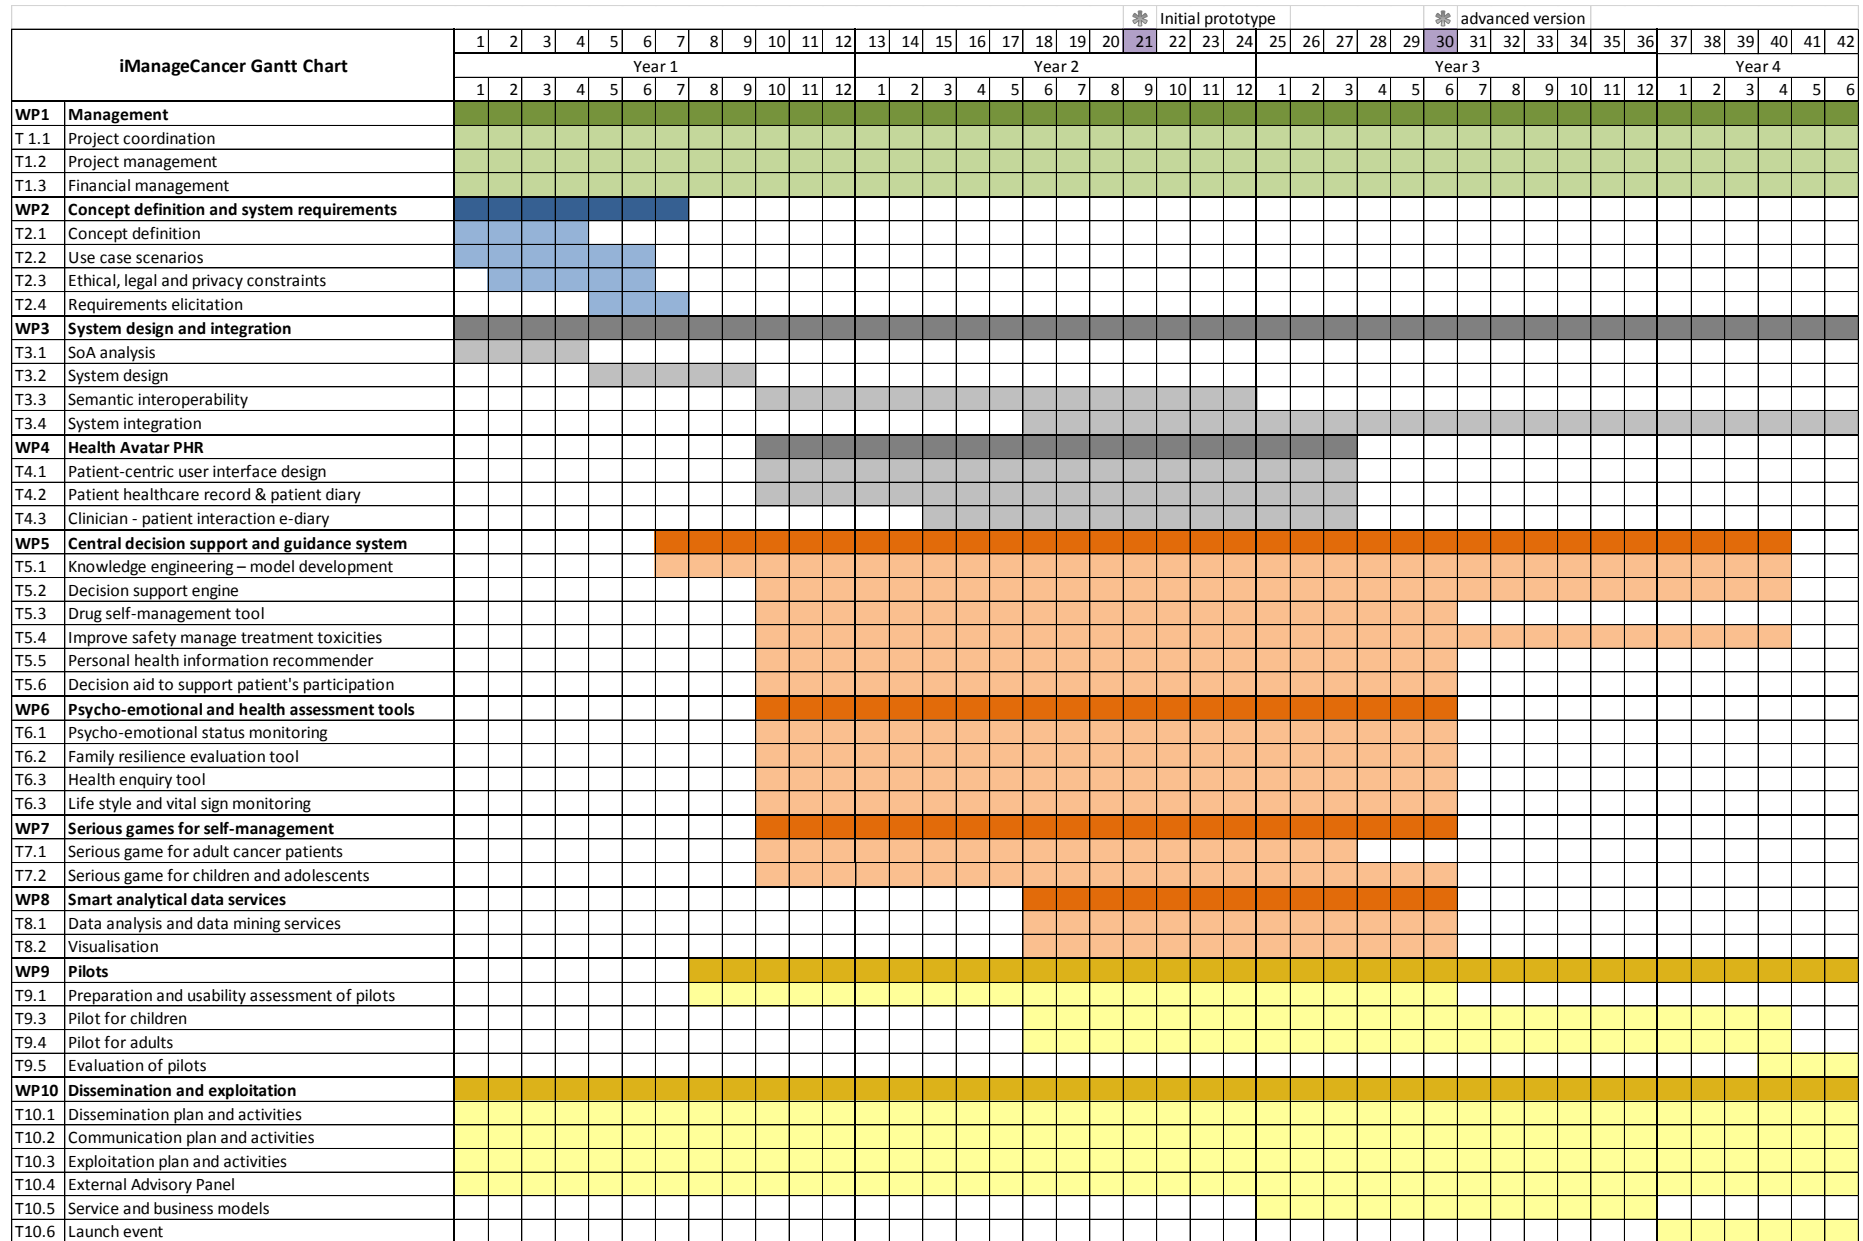 Initial prototype advanced version
1 2 3 4 5 6 7 8 9 10 11 12 13 14 15 16 17 18 19 20 21 22 23 24 25 26 27 28 29 30 31 32 33 34 35 36 37 38 39 40 41 42
iManageCancer Gantt Chart Year 1 Year 2 Year 3 Year 4
1 2 3 4 5 6 7 8 9 10 11 12 1 2 3 4 5 6 7 8 9 10 11 12 1 2 3 4 5 6 7 8 9 10 11 12 1 2 3 4 5 6
WP1 Management
T 1.1 Project coordination
T1.2 Project management
T1.3 Financial management
WP2 Concept definition and system requirements
T2.1 Concept definition
T2.2 Use case scenarios
T2.3 Ethical, legal and privacy constraints
T2.4 Requirements elicitation
WP3 System design and integration
T3.1 SoA analysis
T3.2 System design
T3.3 Semantic interoperability
T3.4 System integration
WP4 Health Avatar PHR
T4.1 Patient-centric user interface design
T4.2 Patient healthcare record & patient diary
T4.3 Clinician - patient interaction e-diary
WP5 Central decision support and guidance system
T5.1 Knowledge engineering – model development
T5.2 Decision support engine
T5.3 Drug self-management tool
T5.4 Improve safety manage treatment toxicities
T5.5 Personal health information recommender
T5.6 Decision aid to support patient's participation
WP6 Psycho-emotional and health assessment tools
T6.1 Psycho-emotional status monitoring
T6.2 Family resilience evaluation tool
T6.3 Health enquiry tool
T6.3 Life style and vital sign monitoring
WP7 Serious games for self-management
T7.1 Serious game for adult cancer patients
T7.2 Serious game for children and adolescents
WP8 Smart analytical data services
T8.1 Data analysis and data mining services
T8.2 Visualisation
WP9 Pilots
T9.1 Preparation and usability assessment of pilots
T9.3 Pilot for children
T9.4 Pilot for adults
T9.5 Evaluation of pilots
WP10 Dissemination and exploitation
T10.1 Dissemination plan and activities
T10.2 Communication plan and activities
T10.3 Exploitation plan and activities
T10.4 External Advisory Panel
T10.5 Service and business models
T10.6 Launch event